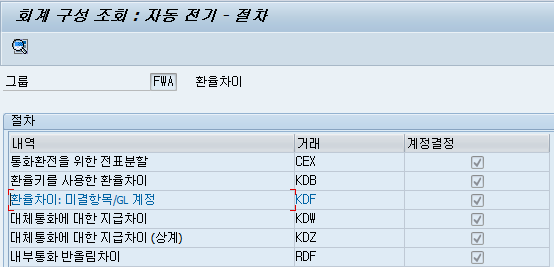 회계 구성 조회 : 자동 전기 - 절차
그룹 FWA 환율차이
절차
내역 거래 계정결정
통화환전을 위한 전표분할 CEX
환율키를 사용한 환율차이 KDB
환율차이: 미결항목/GL 계정 KDF
대체통화에 대한 지급차이 KDW
대체통화에 대한 지급차이 (상계) KDZ
내부통화 반올림차이 RDF